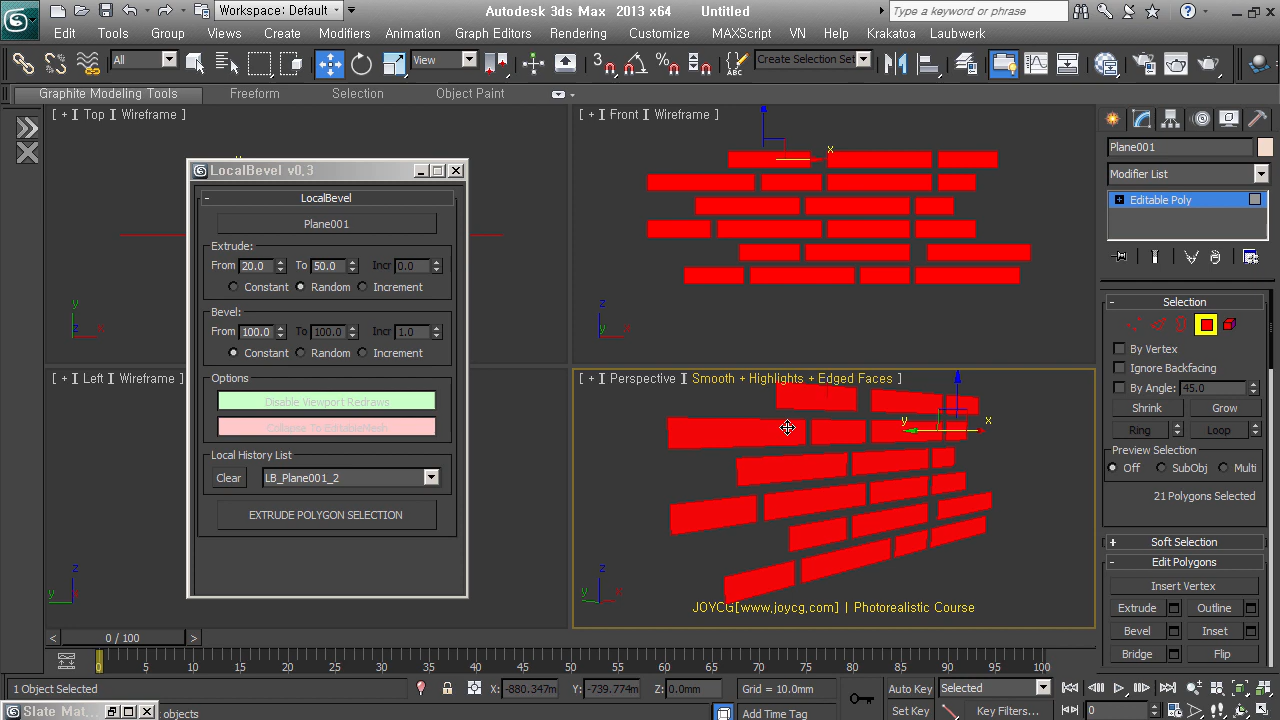 Workspace: Default
Autodesk 3ds Max 2013 x64 Untitled
Type a keyword or phrase
Edit Tools Group Views Create Modifiers Animation Graph Editors Rendering Customize MAXScript VN Help Krakatoa Laubwerk
All
View
3
Create Selection Set
Graphite Modeling Tools Freeform Selection Object Paint
[ + ] Top ] Wireframe ]
[ + ] Front ] Wireframe ]
LocalBevel v0.3
LocalBevel
Plane001
Extrude:
From 20.0 To 50.0 Incr 0.0
Constant Random Increment
Bevel:
From 100.0 To 100.0 Incr 1.0
Constant Random Increment
Options
Disable Viewport Redraws
Collapse To EditableMesh
Local History List
Clear LB_Plane001_2
EXTRUDE POLYGON SELECTION
y
z
x
x
z
y
x
[ + ] Left ] Wireframe ]
z
y
[ + ] Perspective ] Smooth + Highlights + Edged Faces ]
y
x
z
y
JOYCG[www.joycg.com] | Photorealistic Course
Plane001
Modifier List
Editable Poly
Selection
By Vertex
Ignore Backfacing
By Angle: 45.0
Shrink Grow
Ring Loop
Preview Selection
Off SubObj Multi
21 Polygons Selected
Soft Selection
Edit Polygons
Insert Vertex
Extrude Outline
Bevel Inset
Bridge Flip
< 0 / 100 >
0 5 10 15 20 25 30 35 40 45 50 55 60 65 70 75 80 85 90 95 100
1 Object Selected
X: -880.347m Y: -739.774m Z: 0.0mm Grid = 10.0mm
Auto Key Selected
Slate Mat...
objects
Add Time Tag
Set Key Key Filters...
0